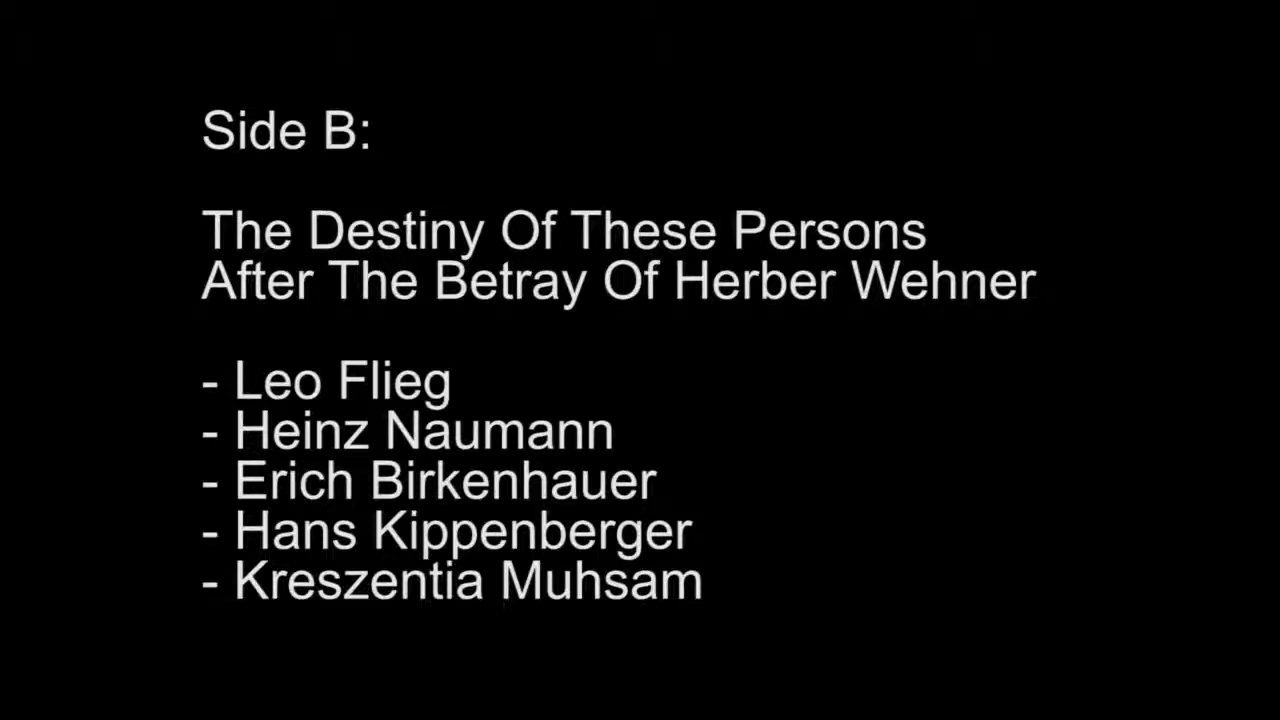 Side B:
The Destiny Of These Persons
After The Betray Of Herber Wehner
- Leo Flieg
- Heinz Naumann
- Erich Birkenhauer
- Hans Kippenberger
- Kreszentia Muhsam